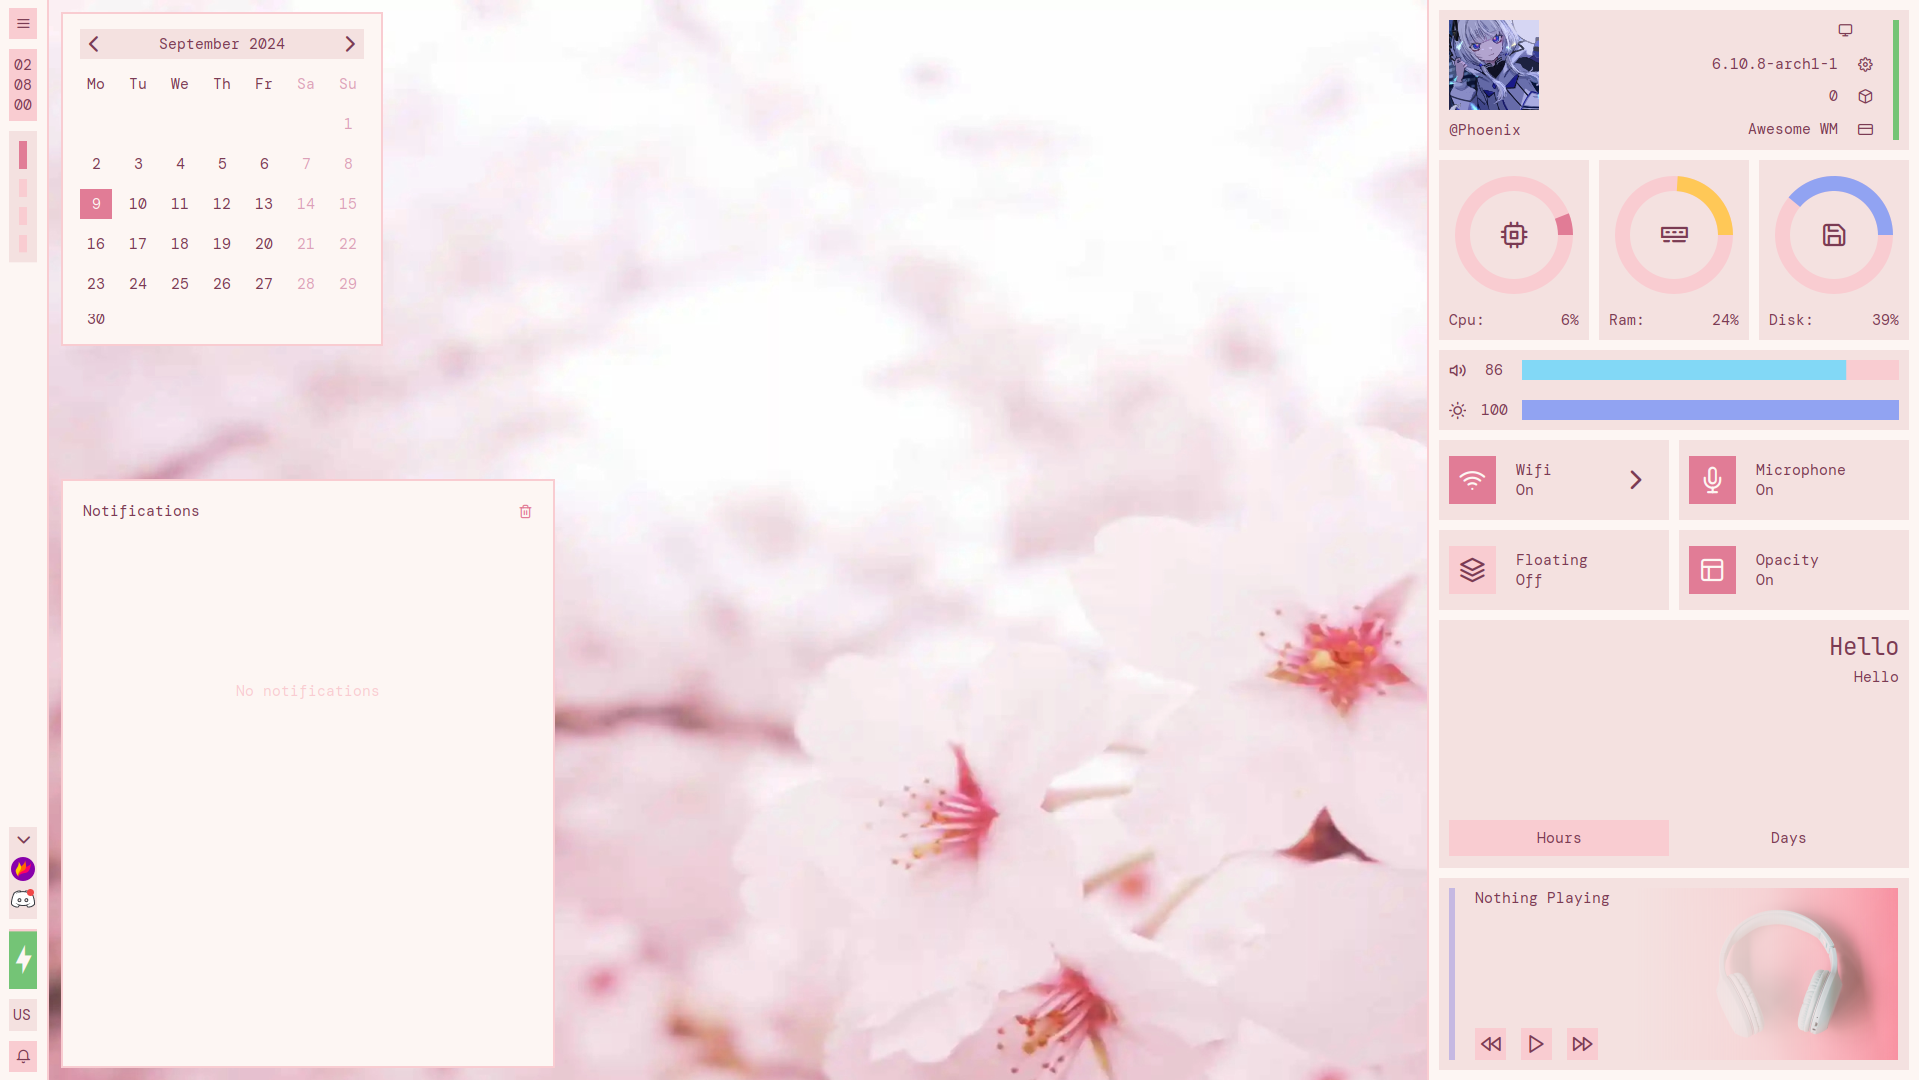 02
08
00
September 2024
Mo Tu We Th Fr Sa Su
1
2 3 4 5 6 7 8
9 10 11 12 13 14 15
16 17 18 19 20 21 22
23 24 25 26 27 28 29
30
Notifications
No notifications
US
@Phoenix
6.10.8-arch1-1
0
Awesome WM
Cpu: 6%
Ram: 24%
Disk: 39%
86
100
Wifi
On
Microphone
On
Floating
Off
Opacity
On
Hello
Hello
Hours
Days
Nothing Playing